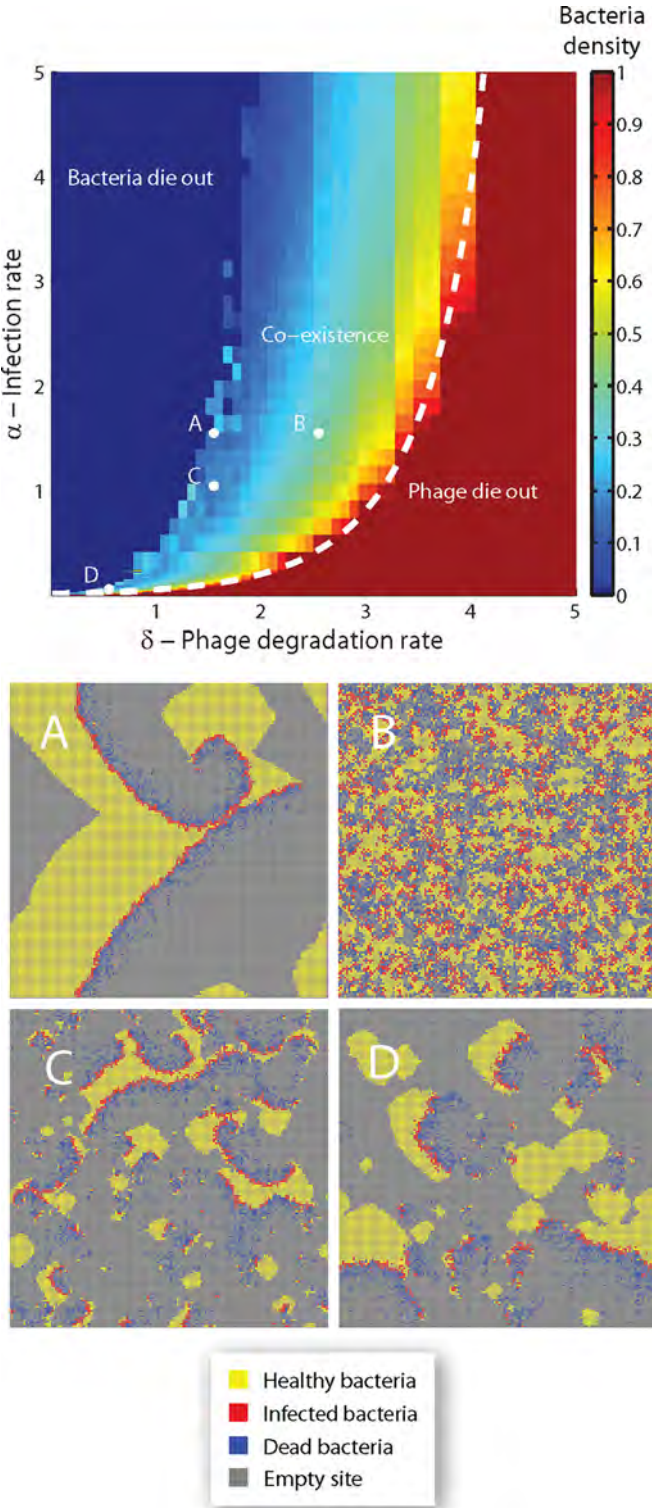 Bacteria
density
5
4
3
2
1
α – Infection rate
Bacteria die out
Co–existence
Phage die out
A
B
C
D
1
2
3
4
5
δ – Phage degradation rate
1
0.9
0.8
0.7
0.6
0.5
0.4
0.3
0.2
0.1
0
A
B
C
D
Healthy bacteria
Infected bacteria
Dead bacteria
Empty site